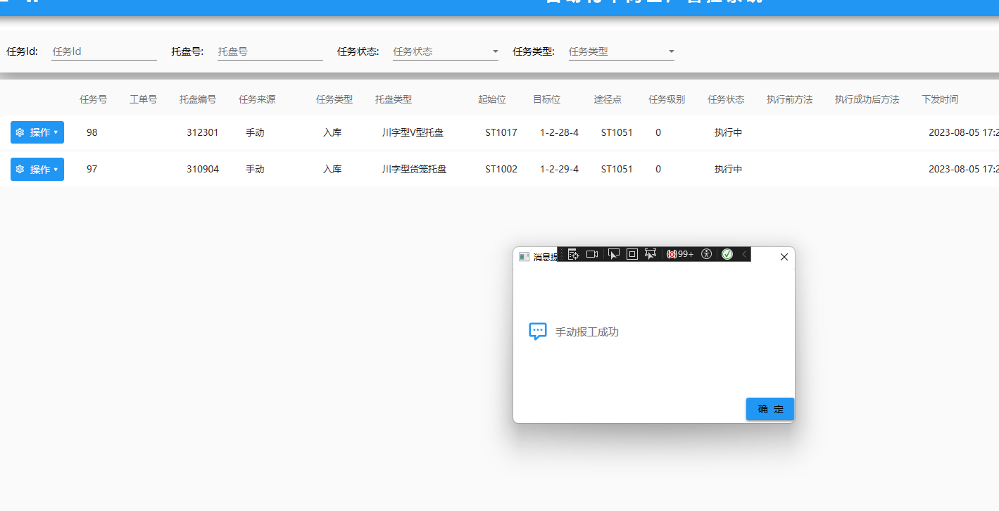 任务Id: 任务Id 托盘号: 托盘号 任务状态: 任务状态 任务类型: 任务类型
任务号 工单号 托盘编号 任务来源 任务类型 托盘类型 起始位 目标位 途径点 任务级别 任务状态 执行前方法 执行成功后方法 下发时间
操作 98 312301 手动 入库 川字型V型托盘 ST1017 1-2-28-4 ST1051 0 执行中 2023-08-05 17:2
操作 97 310904 手动 入库 川字型货笼托盘 ST1002 1-2-29-4 ST1051 0 执行中 2023-08-05 17:2
消息提 99+
手动报工成功
确 定